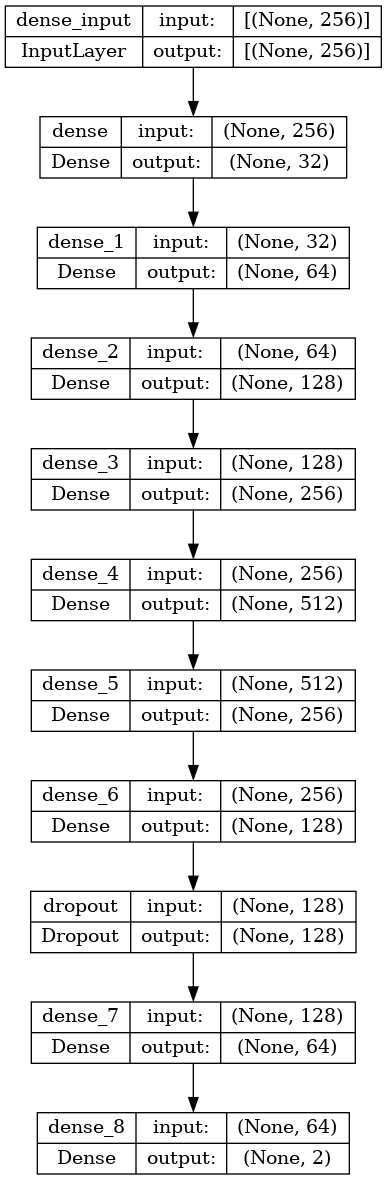 dense_input input: [(None, 256)]
InputLayer output: [(None, 256)]
dense input: (None, 256)
Dense output: (None, 32)
dense_1 input: (None, 32)
Dense output: (None, 64)
dense_2 input: (None, 64)
Dense output: (None, 128)
dense_3 input: (None, 128)
Dense output: (None, 256)
dense_4 input: (None, 256)
Dense output: (None, 512)
dense_5 input: (None, 512)
Dense output: (None, 256)
dense_6 input: (None, 256)
Dense output: (None, 128)
dropout input: (None, 128)
Dropout output: (None, 128)
dense_7 input: (None, 128)
Dense output: (None, 64)
dense_8 input: (None, 64)
Dense output: (None, 2)